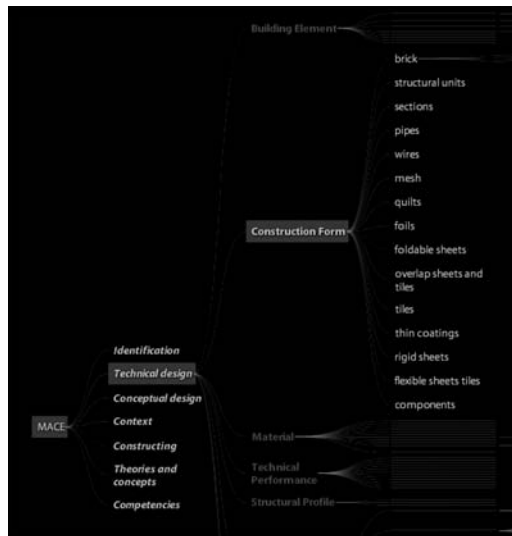 Building Element
brick
structural units
sections
pipes
wires
mesh
quilts
Construction Form
foils
foldable sheets
overlap sheets and
tiles
tiles
thin coatings
rigid sheets
flexible sheets tiles
components
Identification
Technical design
Conceptual design
MACE
Context
Constructing
Theories and
concepts
Competencies
Material
Technical
Performance
Structural Profile